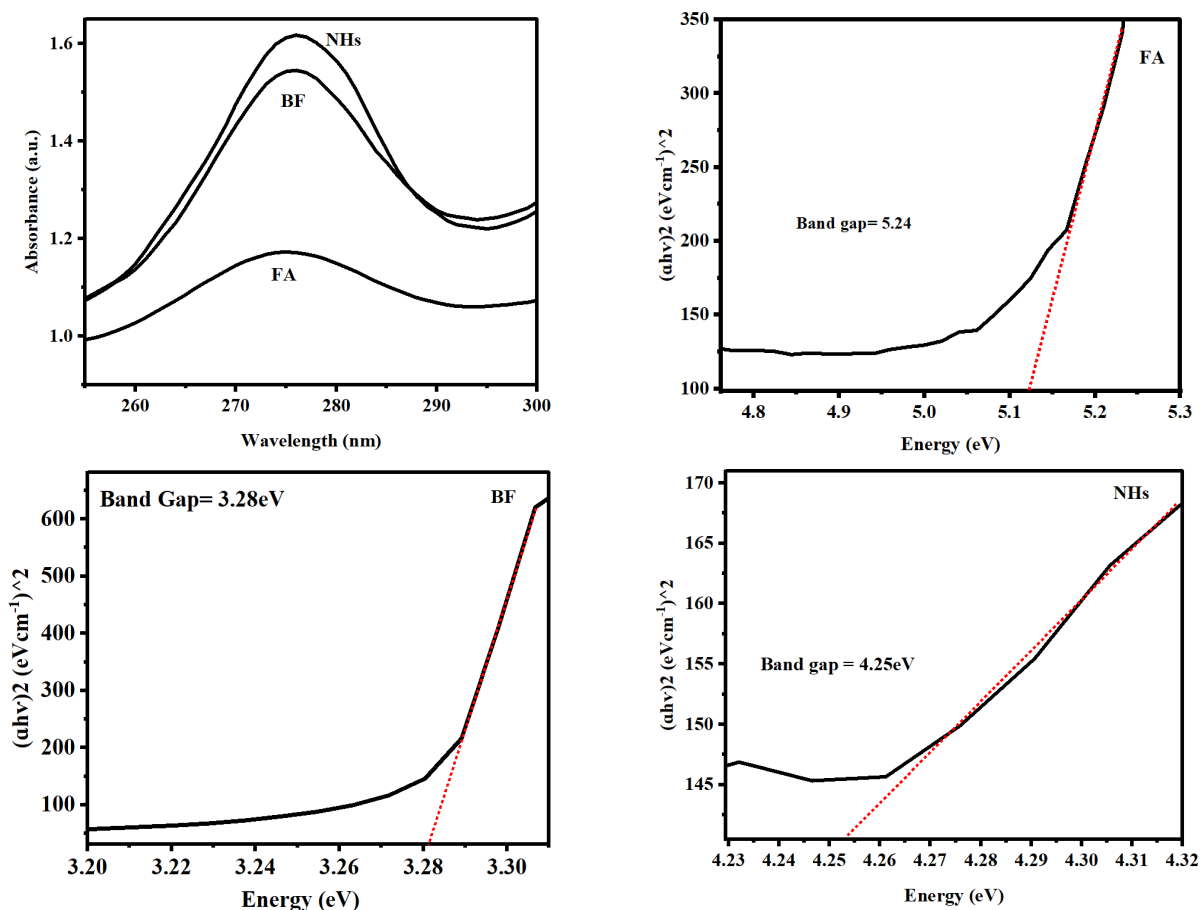 NHs
BF
FA
1.6
1.4
1.2
1.0
Absorbance (a.u.)
260 270 280 290 300
Wavelength (nm)
FA
Band gap= 5.24
350
300
250
200
150
100
(αhν)2 (eVcm⁻¹)^2
4.8 4.9 5.0 5.1 5.2 5.3
Energy (eV)
Band Gap= 3.28eV
BF
600
500
400
300
200
100
(αhν)2 (eVcm⁻¹)^2
3.20 3.22 3.24 3.26 3.28 3.30
Energy (eV)
NHs
Band gap = 4.25eV
170
165
160
155
150
145
(αhν)2 (eVcm⁻¹)^2
4.23 4.24 4.25 4.26 4.27 4.28 4.29 4.30 4.31 4.32
Energy (eV)